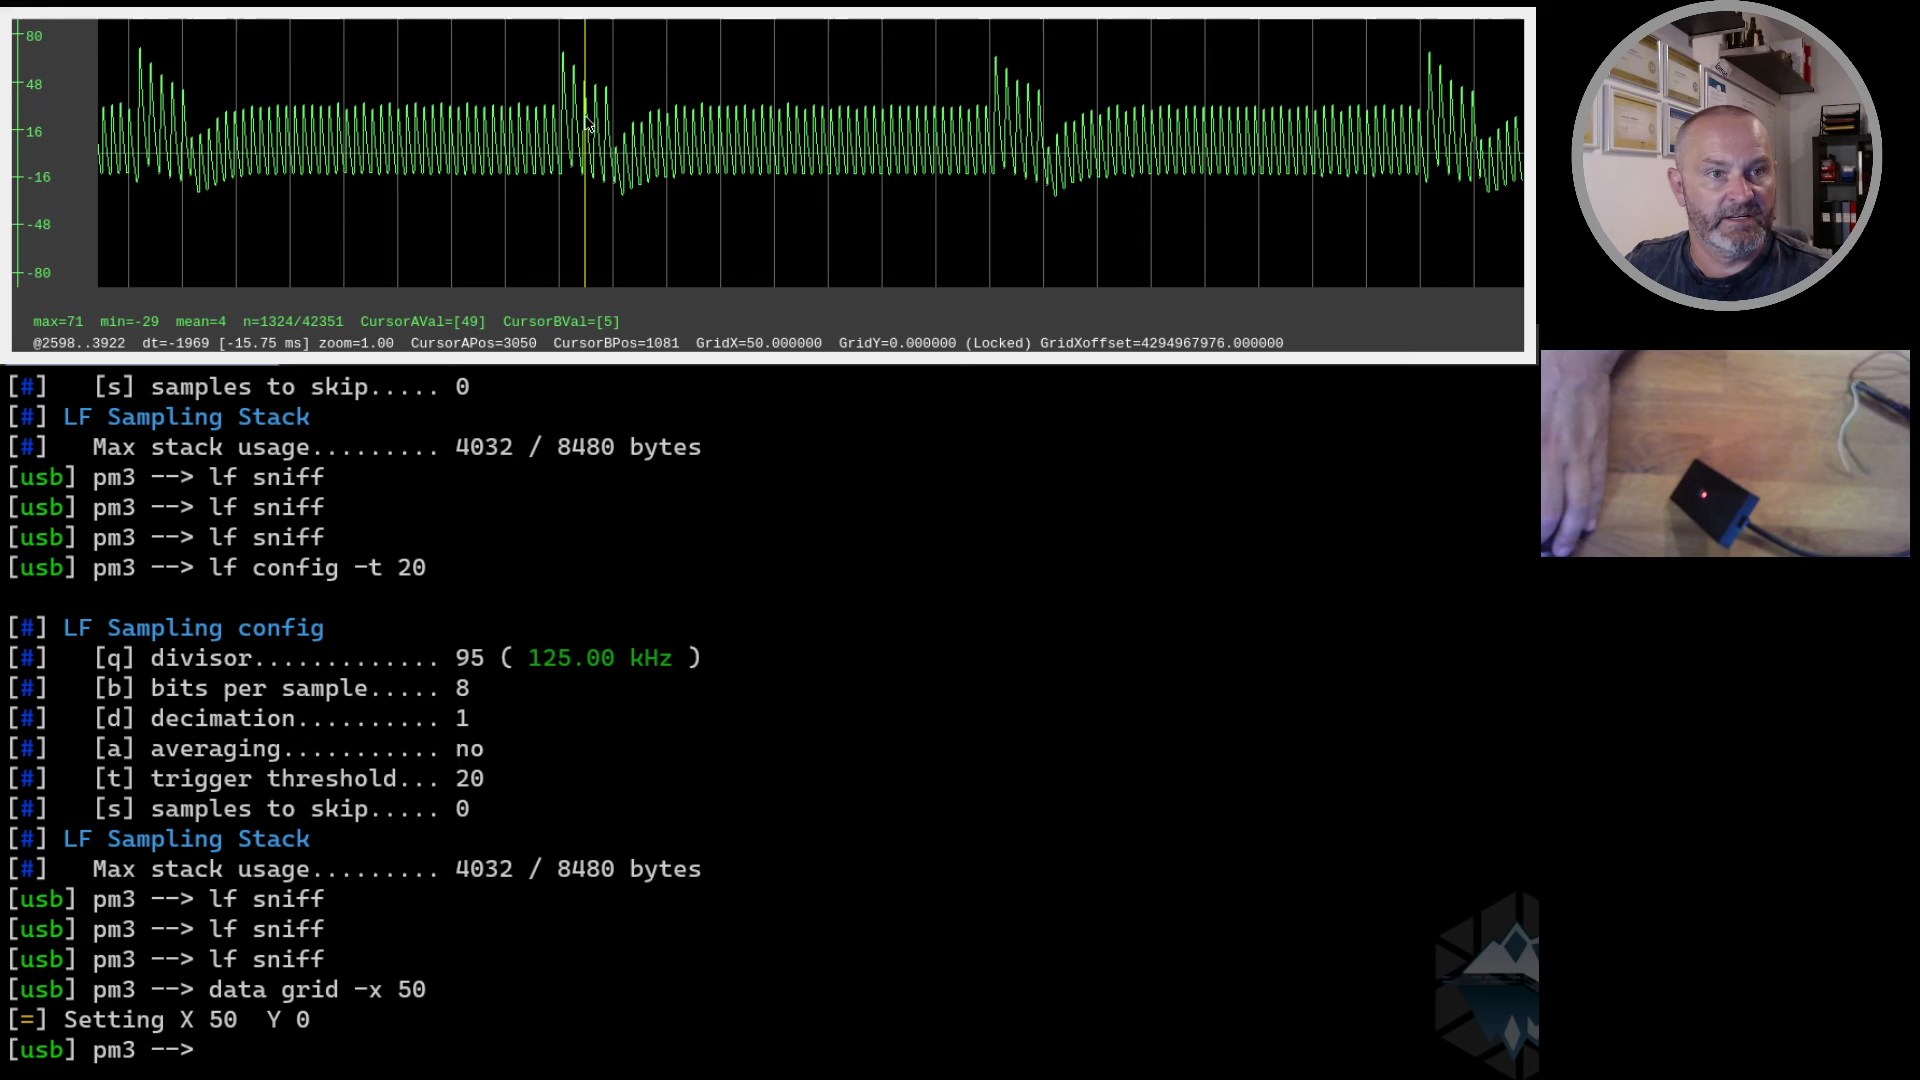 80
48
16
-16
-48
-80
max=71 min=-29 mean=4 n=1324/42351 CursorAVal=[49] CursorBVal=[5]
@2598..3922 dt=-1969 [-15.75 ms] zoom=1.00 CursorAPos=3050 CursorBPos=1081 GridX=50.000000 GridY=0.000000 (Locked) GridXoffset=4294967976.000000
[#] [s] samples to skip..... 0
[#] LF Sampling Stack
[#] Max stack usage......... 4032 / 8480 bytes
[usb] pm3 --> lf sniff
[usb] pm3 --> lf sniff
[usb] pm3 --> lf sniff
[usb] pm3 --> lf config -t 20
[#] LF Sampling config
[#] [q] divisor............. 95 ( 125.00 kHz )
[#] [b] bits per sample..... 8
[#] [d] decimation.......... 1
[#] [a] averaging........... no
[#] [t] trigger threshold... 20
[#] [s] samples to skip..... 0
[#] LF Sampling Stack
[#] Max stack usage......... 4032 / 8480 bytes
[usb] pm3 --> lf sniff
[usb] pm3 --> lf sniff
[usb] pm3 --> lf sniff
[usb] pm3 --> data grid -x 50
[=] Setting X 50 Y 0
[usb] pm3 -->